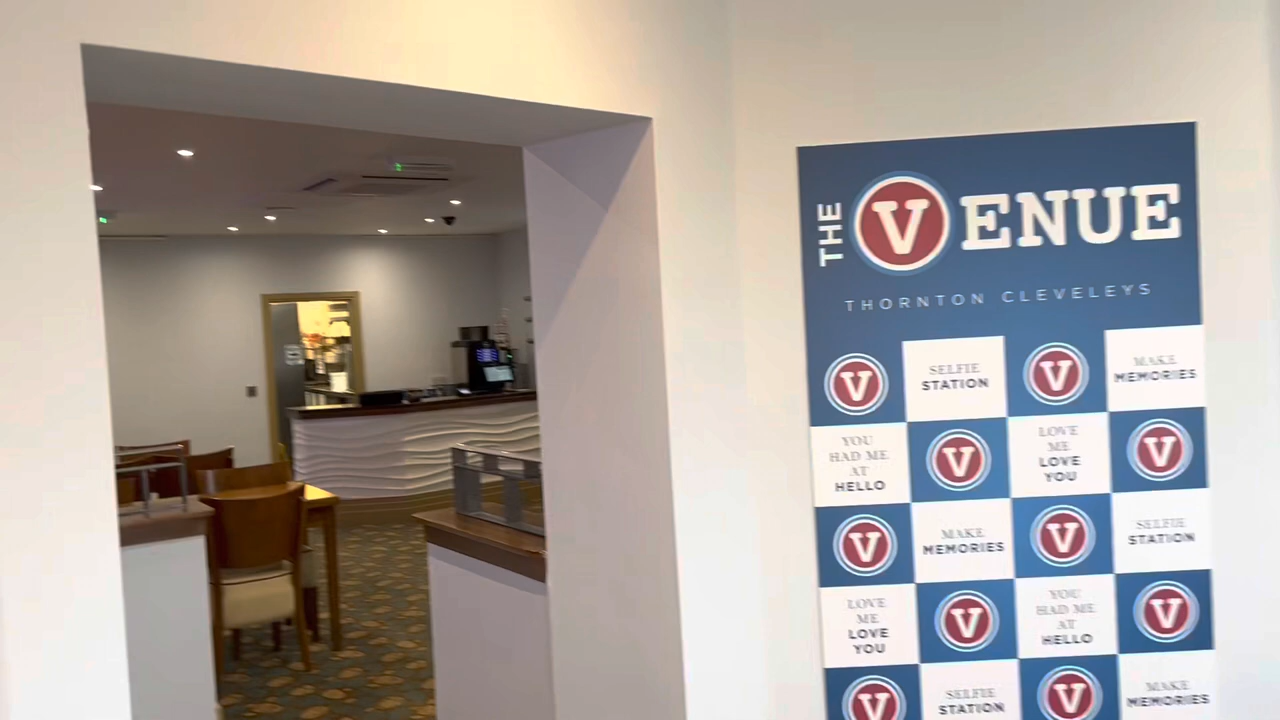 THE VENUE
THORNTON CLEVELEYS
V
SELFIE
STATION
V
MAKE
MEMORIES
YOU
HAD ME
AT
HELLO
V
LOVE
ME
LOVE
YOU
V
V
MAKE
MEMORIES
V
SELFIE
STATION
LOVE
ME
LOVE
YOU
V
YOU
HAD ME
AT
HELLO
V
V
SELFIE
STATION
V
MAKE
MEMORIES